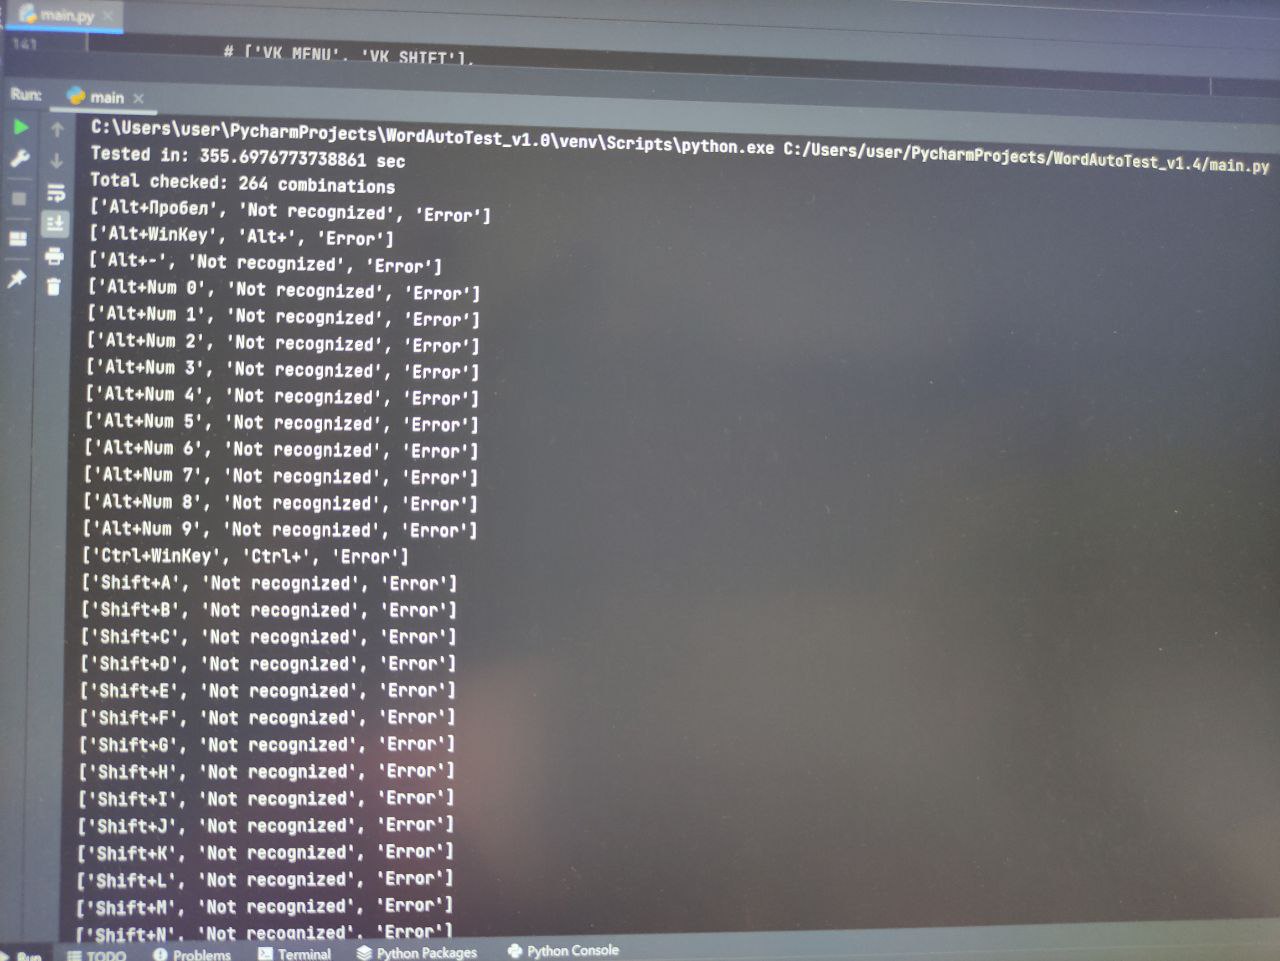 main.py
141
# ['VK_MENU', 'VK_SHIFT'],
Run:
main
C:\Users\user\PycharmProjects\WordAutoTest_v1.0\venv\Scripts\python.exe C:/Users/user/PycharmProjects/WordAutoTest_v1.4/main.py
Tested in: 355.6976773738861 sec
Total checked: 264 combinations
['Alt+Пробел', 'Not recognized', 'Error']
['Alt+WinKey', 'Alt+', 'Error']
['Alt+-', 'Not recognized', 'Error']
['Alt+Num 0', 'Not recognized', 'Error']
['Alt+Num 1', 'Not recognized', 'Error']
['Alt+Num 2', 'Not recognized', 'Error']
['Alt+Num 3', 'Not recognized', 'Error']
['Alt+Num 4', 'Not recognized', 'Error']
['Alt+Num 5', 'Not recognized', 'Error']
['Alt+Num 6', 'Not recognized', 'Error']
['Alt+Num 7', 'Not recognized', 'Error']
['Alt+Num 8', 'Not recognized', 'Error']
['Alt+Num 9', 'Not recognized', 'Error']
['Ctrl+WinKey', 'Ctrl+', 'Error']
['Shift+A', 'Not recognized', 'Error']
['Shift+B', 'Not recognized', 'Error']
['Shift+C', 'Not recognized', 'Error']
['Shift+D', 'Not recognized', 'Error']
['Shift+E', 'Not recognized', 'Error']
['Shift+F', 'Not recognized', 'Error']
['Shift+G', 'Not recognized', 'Error']
['Shift+H', 'Not recognized', 'Error']
['Shift+I', 'Not recognized', 'Error']
['Shift+J', 'Not recognized', 'Error']
['Shift+K', 'Not recognized', 'Error']
['Shift+L', 'Not recognized', 'Error']
['Shift+M', 'Not recognized', 'Error']
['Shift+N', 'Not recognized', 'Error']
Run TODO Problems Terminal Python Packages Python Console